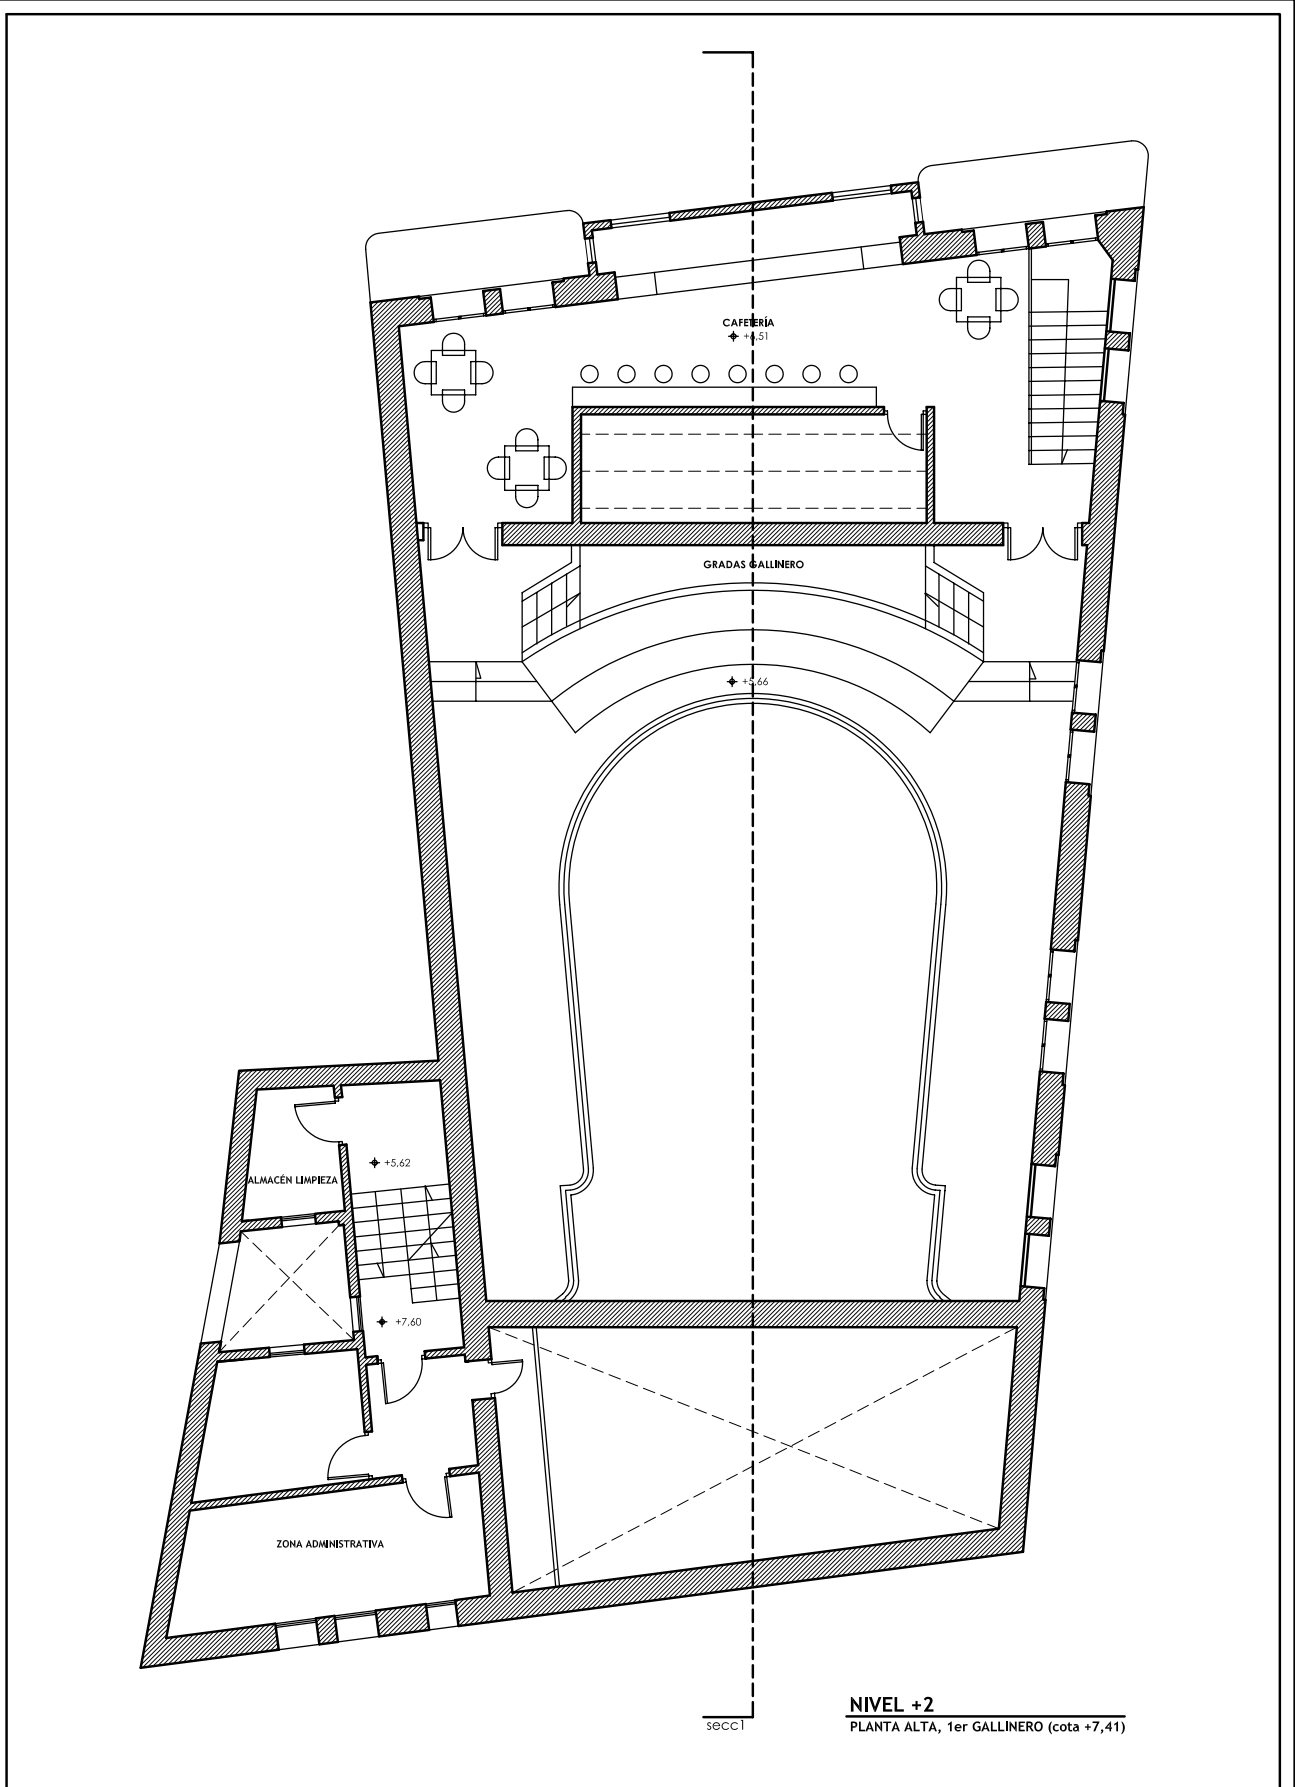 CAFETERÍA
+6,51
GRADAS GALLINERO
+5,66
+5,62
ALMACÉN LIMPIEZA
+7,60
ZONA ADMINISTRATIVA
secc1
NIVEL +2
PLANTA ALTA, 1er GALLINERO (cota +7,41)